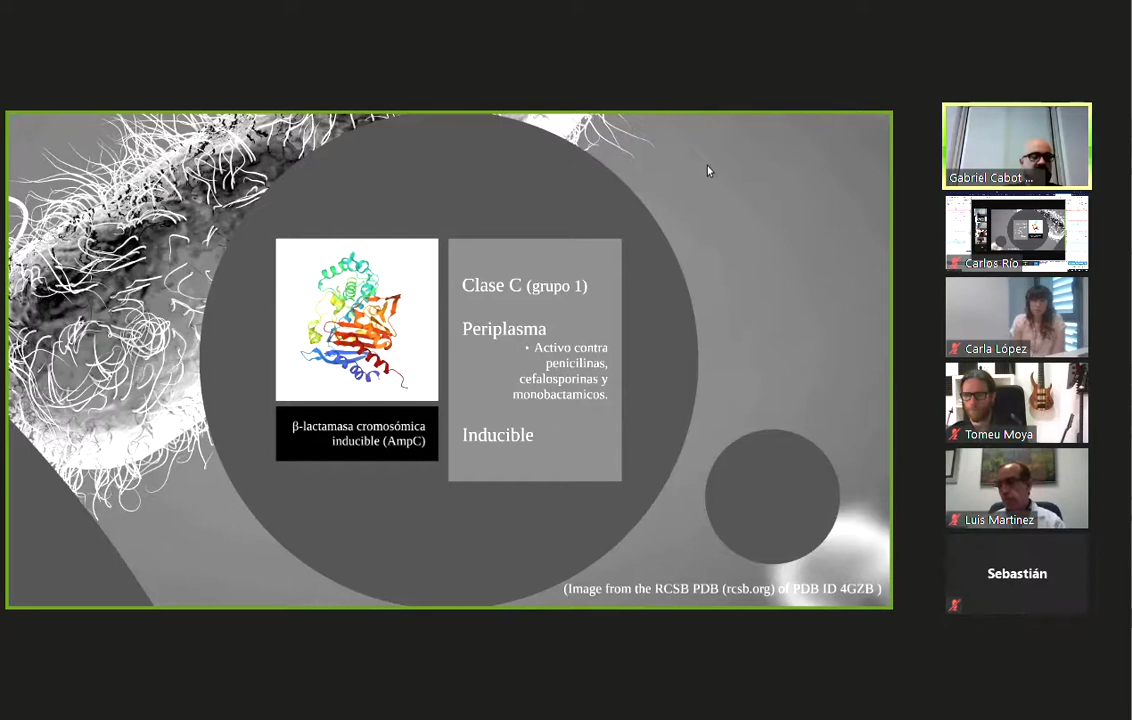 Clase C (grupo 1)
Periplasma
• Activo contra
penicilinas,
cefalosporinas y
monobactamicos.
Inducible
β-lactamasa cromosómica
inducible (AmpC)
(Image from the RCSB PDB (rcsb.org) of PDB ID 4GZB )
Gabriel Cabot ...
Carlos Río
Carla López
Tomeu Moya
Luis Martínez
Sebastián